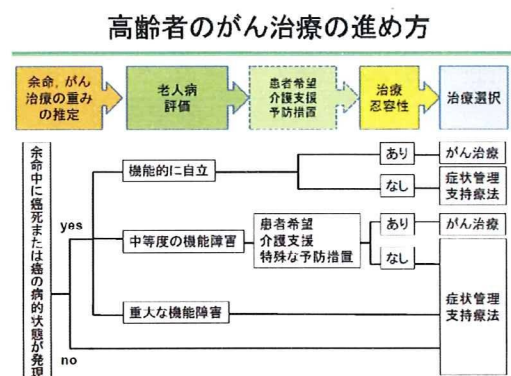 高齢者のがん治療の進め方
余命,がん
治療の重み
の推定
老人病
評価
患者希望
介護支援
予防措置
治療
忍容性
治療選択
余命中に癌死または癌の病的状態が発現
yes
no
機能的に自立
あり
がん治療
なし
症状管理
支持療法
中等度の機能障害
患者希望
介護支援
特殊な予防措置
あり
がん治療
なし
重大な機能障害
症状管理
支持療法